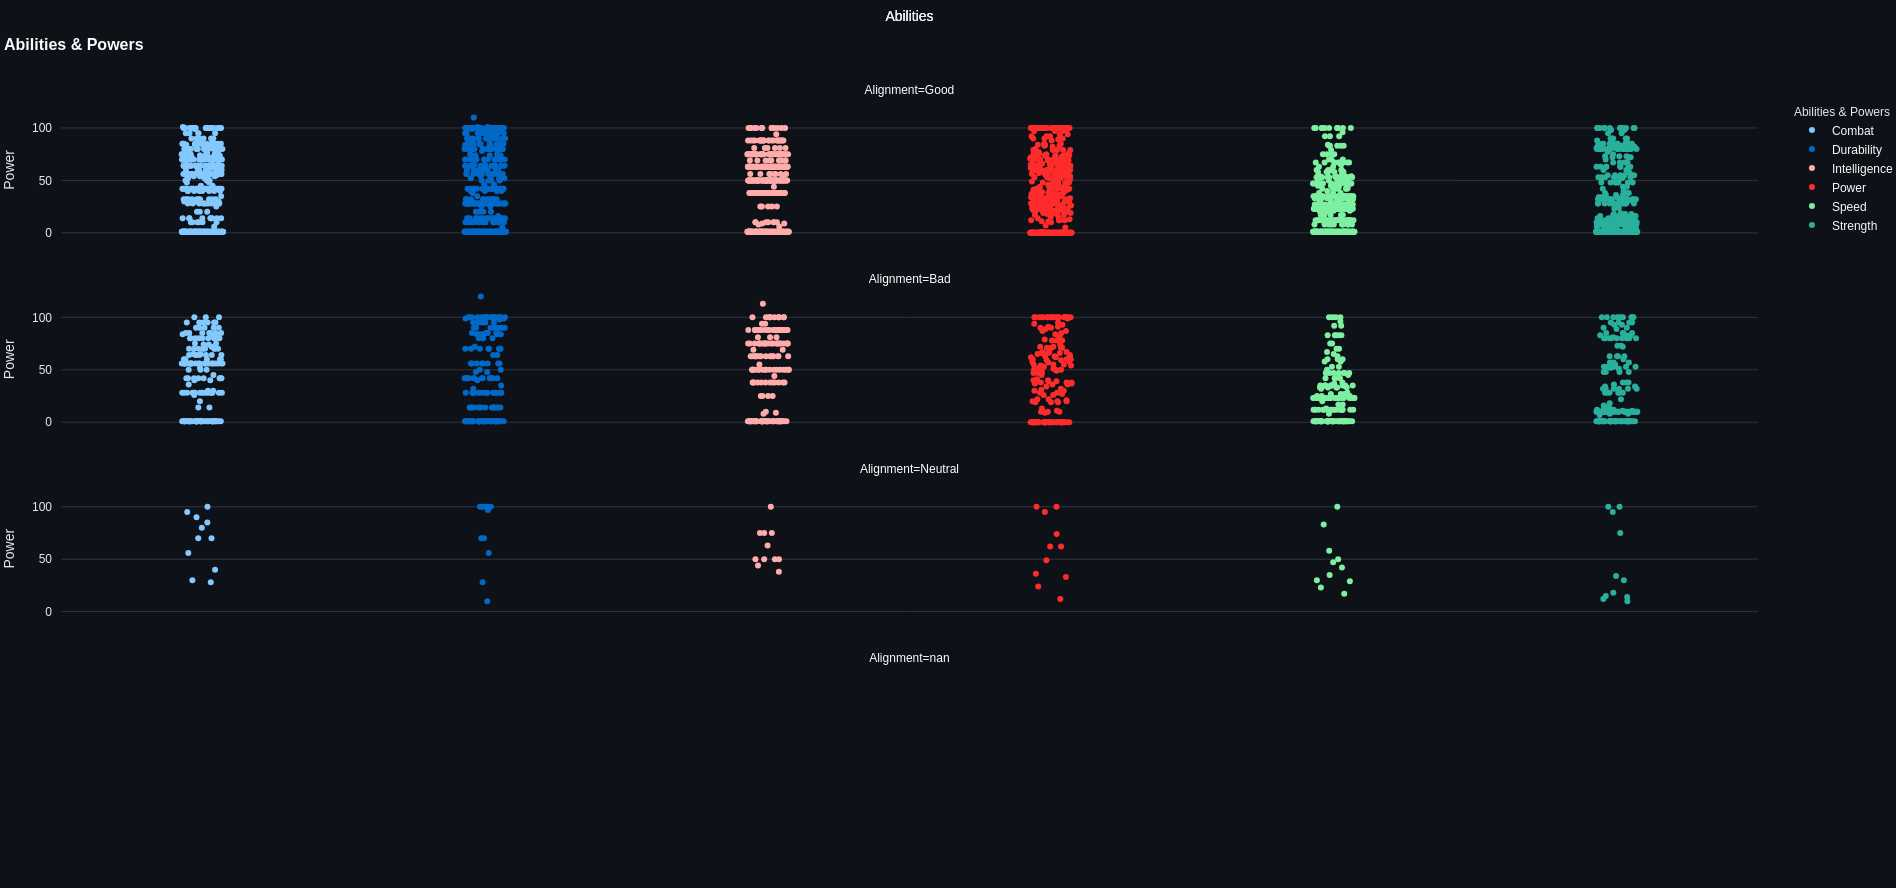 Abilities
Abilities & Powers
Alignment=Good
Power
100
50
0
Abilities & Powers
Combat
Durability
Intelligence
Power
Speed
Strength
Alignment=Bad
Power
100
50
0
Alignment=Neutral
Power
100
50
0
Alignment=nan